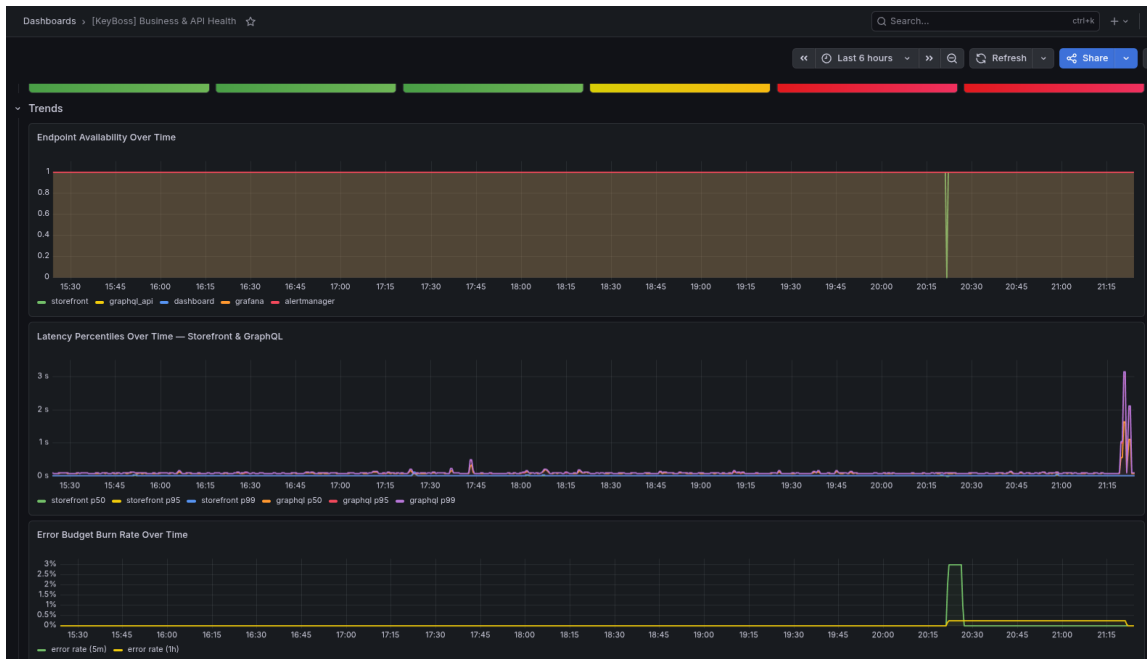 Dashboards › [KeyBoss] Business & API Health
Search... ctrl+k
Last 6 hours Refresh Share
Trends
Endpoint Availability Over Time
1
0.8
0.6
0.4
0.2
0
15:30 15:45 16:00 16:15 16:30 16:45 17:00 17:15 17:30 17:45 18:00 18:15 18:30 18:45 19:00 19:15 19:30 19:45 20:00 20:15 20:30 20:45 21:00 21:15
storefront graphql_api dashboard grafana alertmanager
Latency Percentiles Over Time — Storefront & GraphQL
3 s
2 s
1 s
0 s
15:30 15:45 16:00 16:15 16:30 16:45 17:00 17:15 17:30 17:45 18:00 18:15 18:30 18:45 19:00 19:15 19:30 19:45 20:00 20:15 20:30 20:45 21:00 21:15
storefront p50 storefront p95 storefront p99 graphql p50 graphql p95 graphql p99
Error Budget Burn Rate Over Time
3%
2.5%
2%
1.5%
1%
0.5%
0%
15:30 15:45 16:00 16:15 16:30 16:45 17:00 17:15 17:30 17:45 18:00 18:15 18:30 18:45 19:00 19:15 19:30 19:45 20:00 20:15 20:30 20:45 21:00 21:15
error rate (5m) error rate (1h)